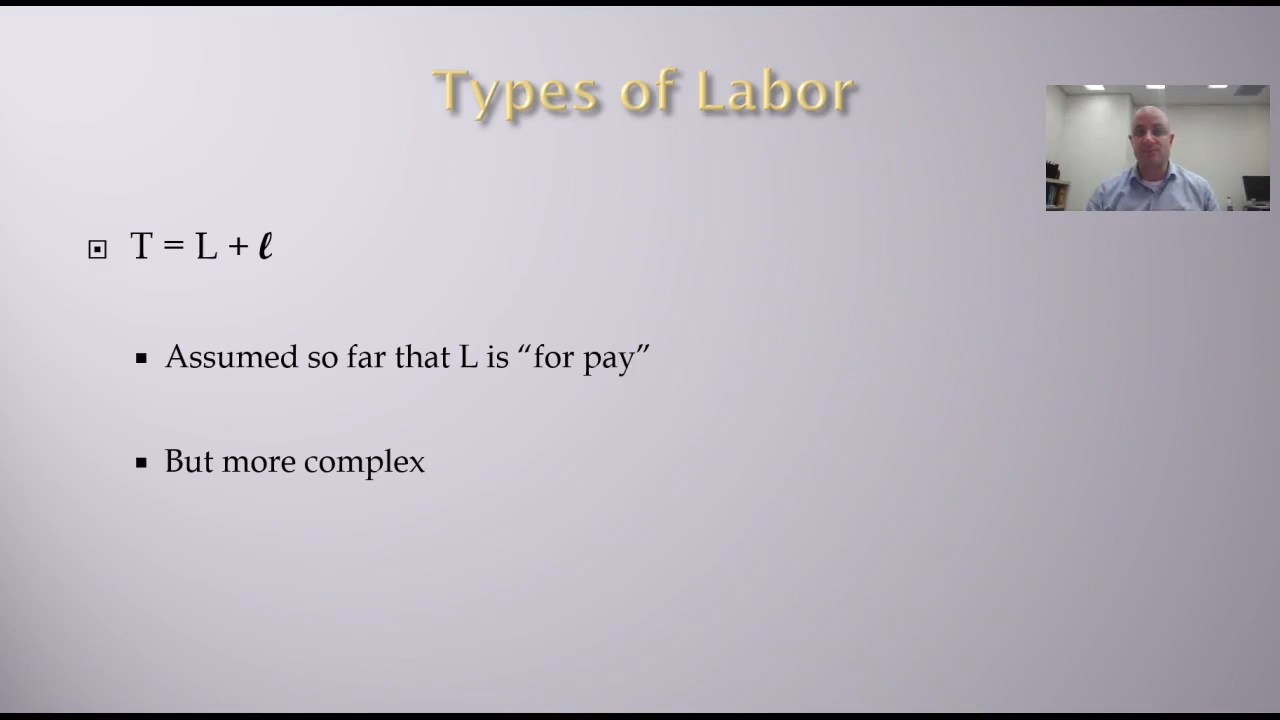 Types of Labor
T = L + ℓ
Assumed so far that L is “for pay”
But more complex